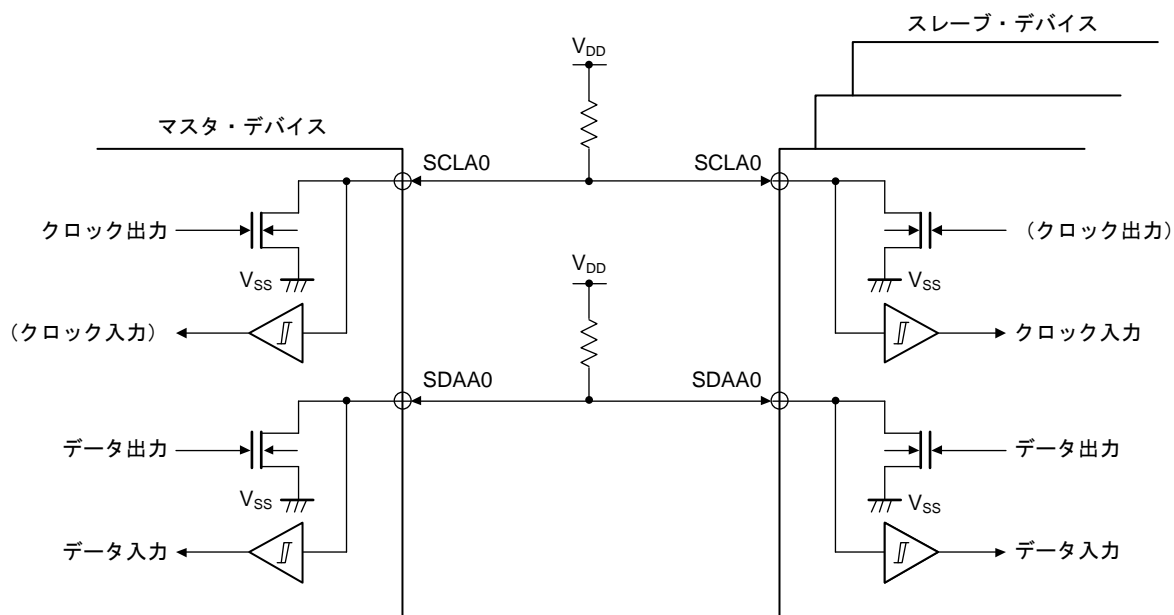 スレーブ・デバイス
VDD
マスタ・デバイス
SCLA0
SCLA0
クロック出力
(クロック出力)
VSS
VDD
VSS
(クロック入力)
クロック入力
SDAA0
SDAA0
データ出力
データ出力
VSS
VSS
データ入力
データ入力